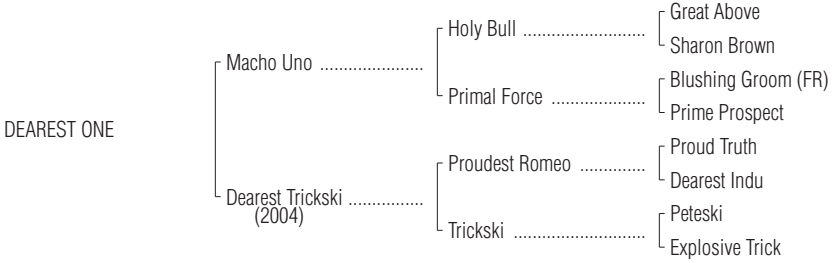 Great Above
Holy Bull ..........................
Sharon Brown
Macho Uno ......................
Blushing Groom (FR)
Primal Force ....................
Prime Prospect
DEAREST ONE
Proud Truth
Proudest Romeo ..............
Dearest Indu
Dearest Trickski ................
(2004)
Peteski
Trickski ............................
Explosive Trick